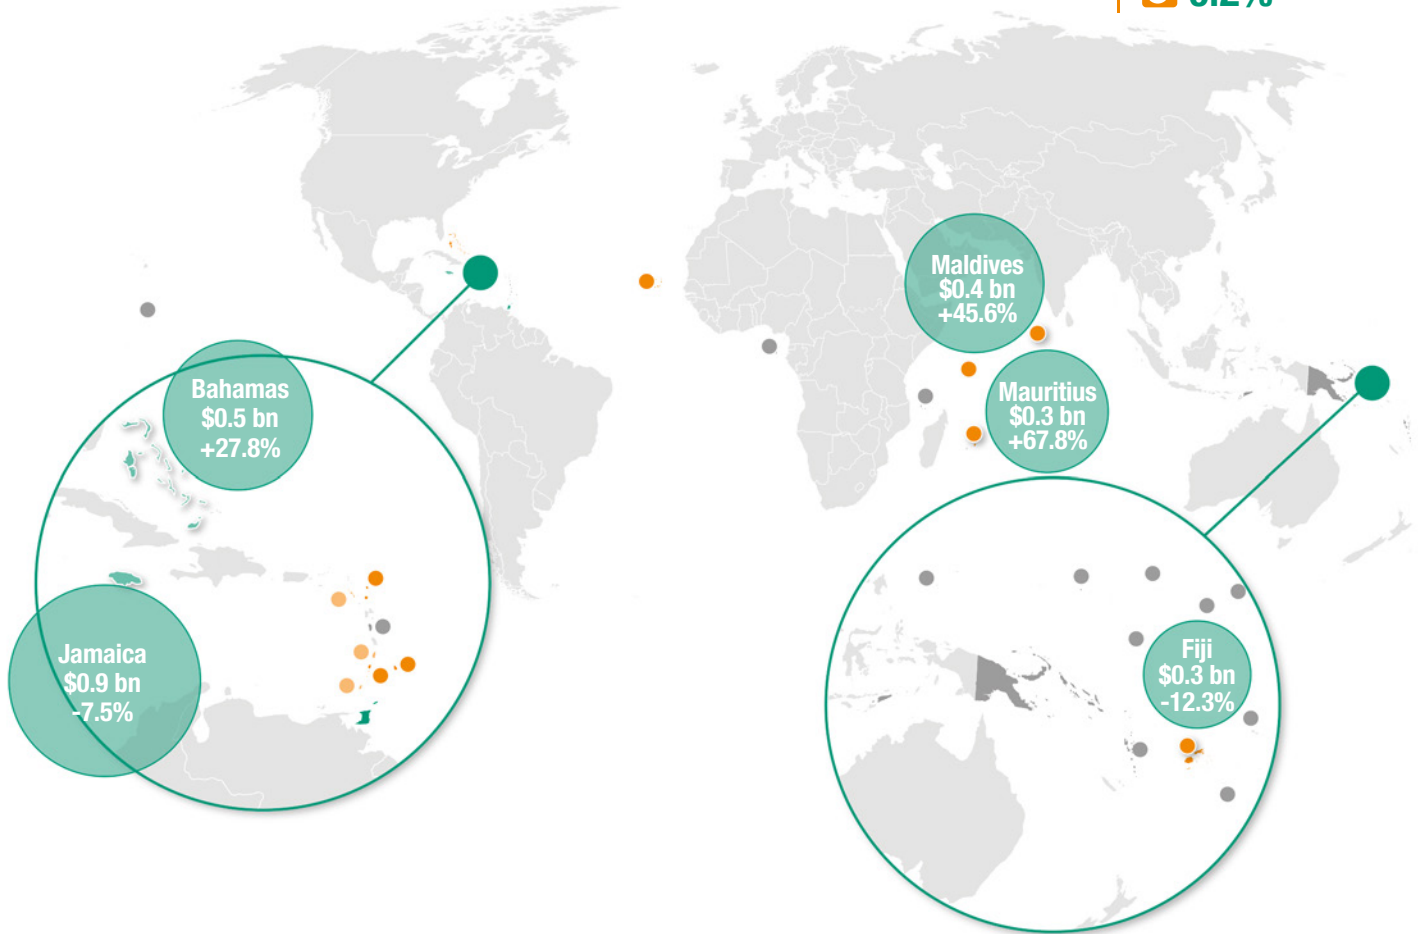 Maldives
$0.4 bn
+45.6%
Bahamas
$0.5 bn
+27.8%
Mauritius
$0.3 bn
+67.8%
Jamaica
$0.9 bn
-7.5%
Fiji
$0.3 bn
-12.3%